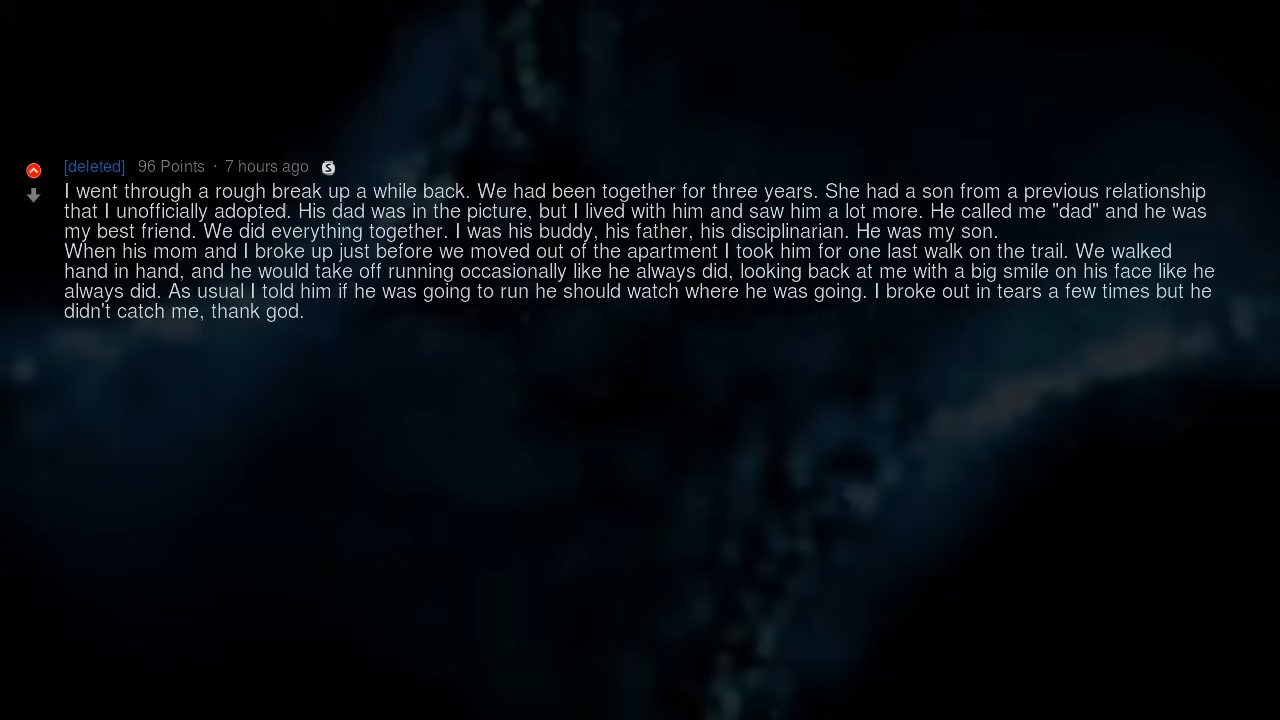 [deleted] 96 Points · 7 hours ago S
I went through a rough break up a while back. We had been together for three years. She had a son from a previous relationship
that I unofficially adopted. His dad was in the picture, but I lived with him and saw him a lot more. He called me "dad" and he was
my best friend. We did everything together. I was his buddy, his father, his disciplinarian. He was my son.
When his mom and I broke up just before we moved out of the apartment I took him for one last walk on the trail. We walked
hand in hand, and he would take off running occasionally like he always did, looking back at me with a big smile on his face like he
always did. As usual I told him if he was going to run he should watch where he was going. I broke out in tears a few times but he
didn't catch me, thank god.